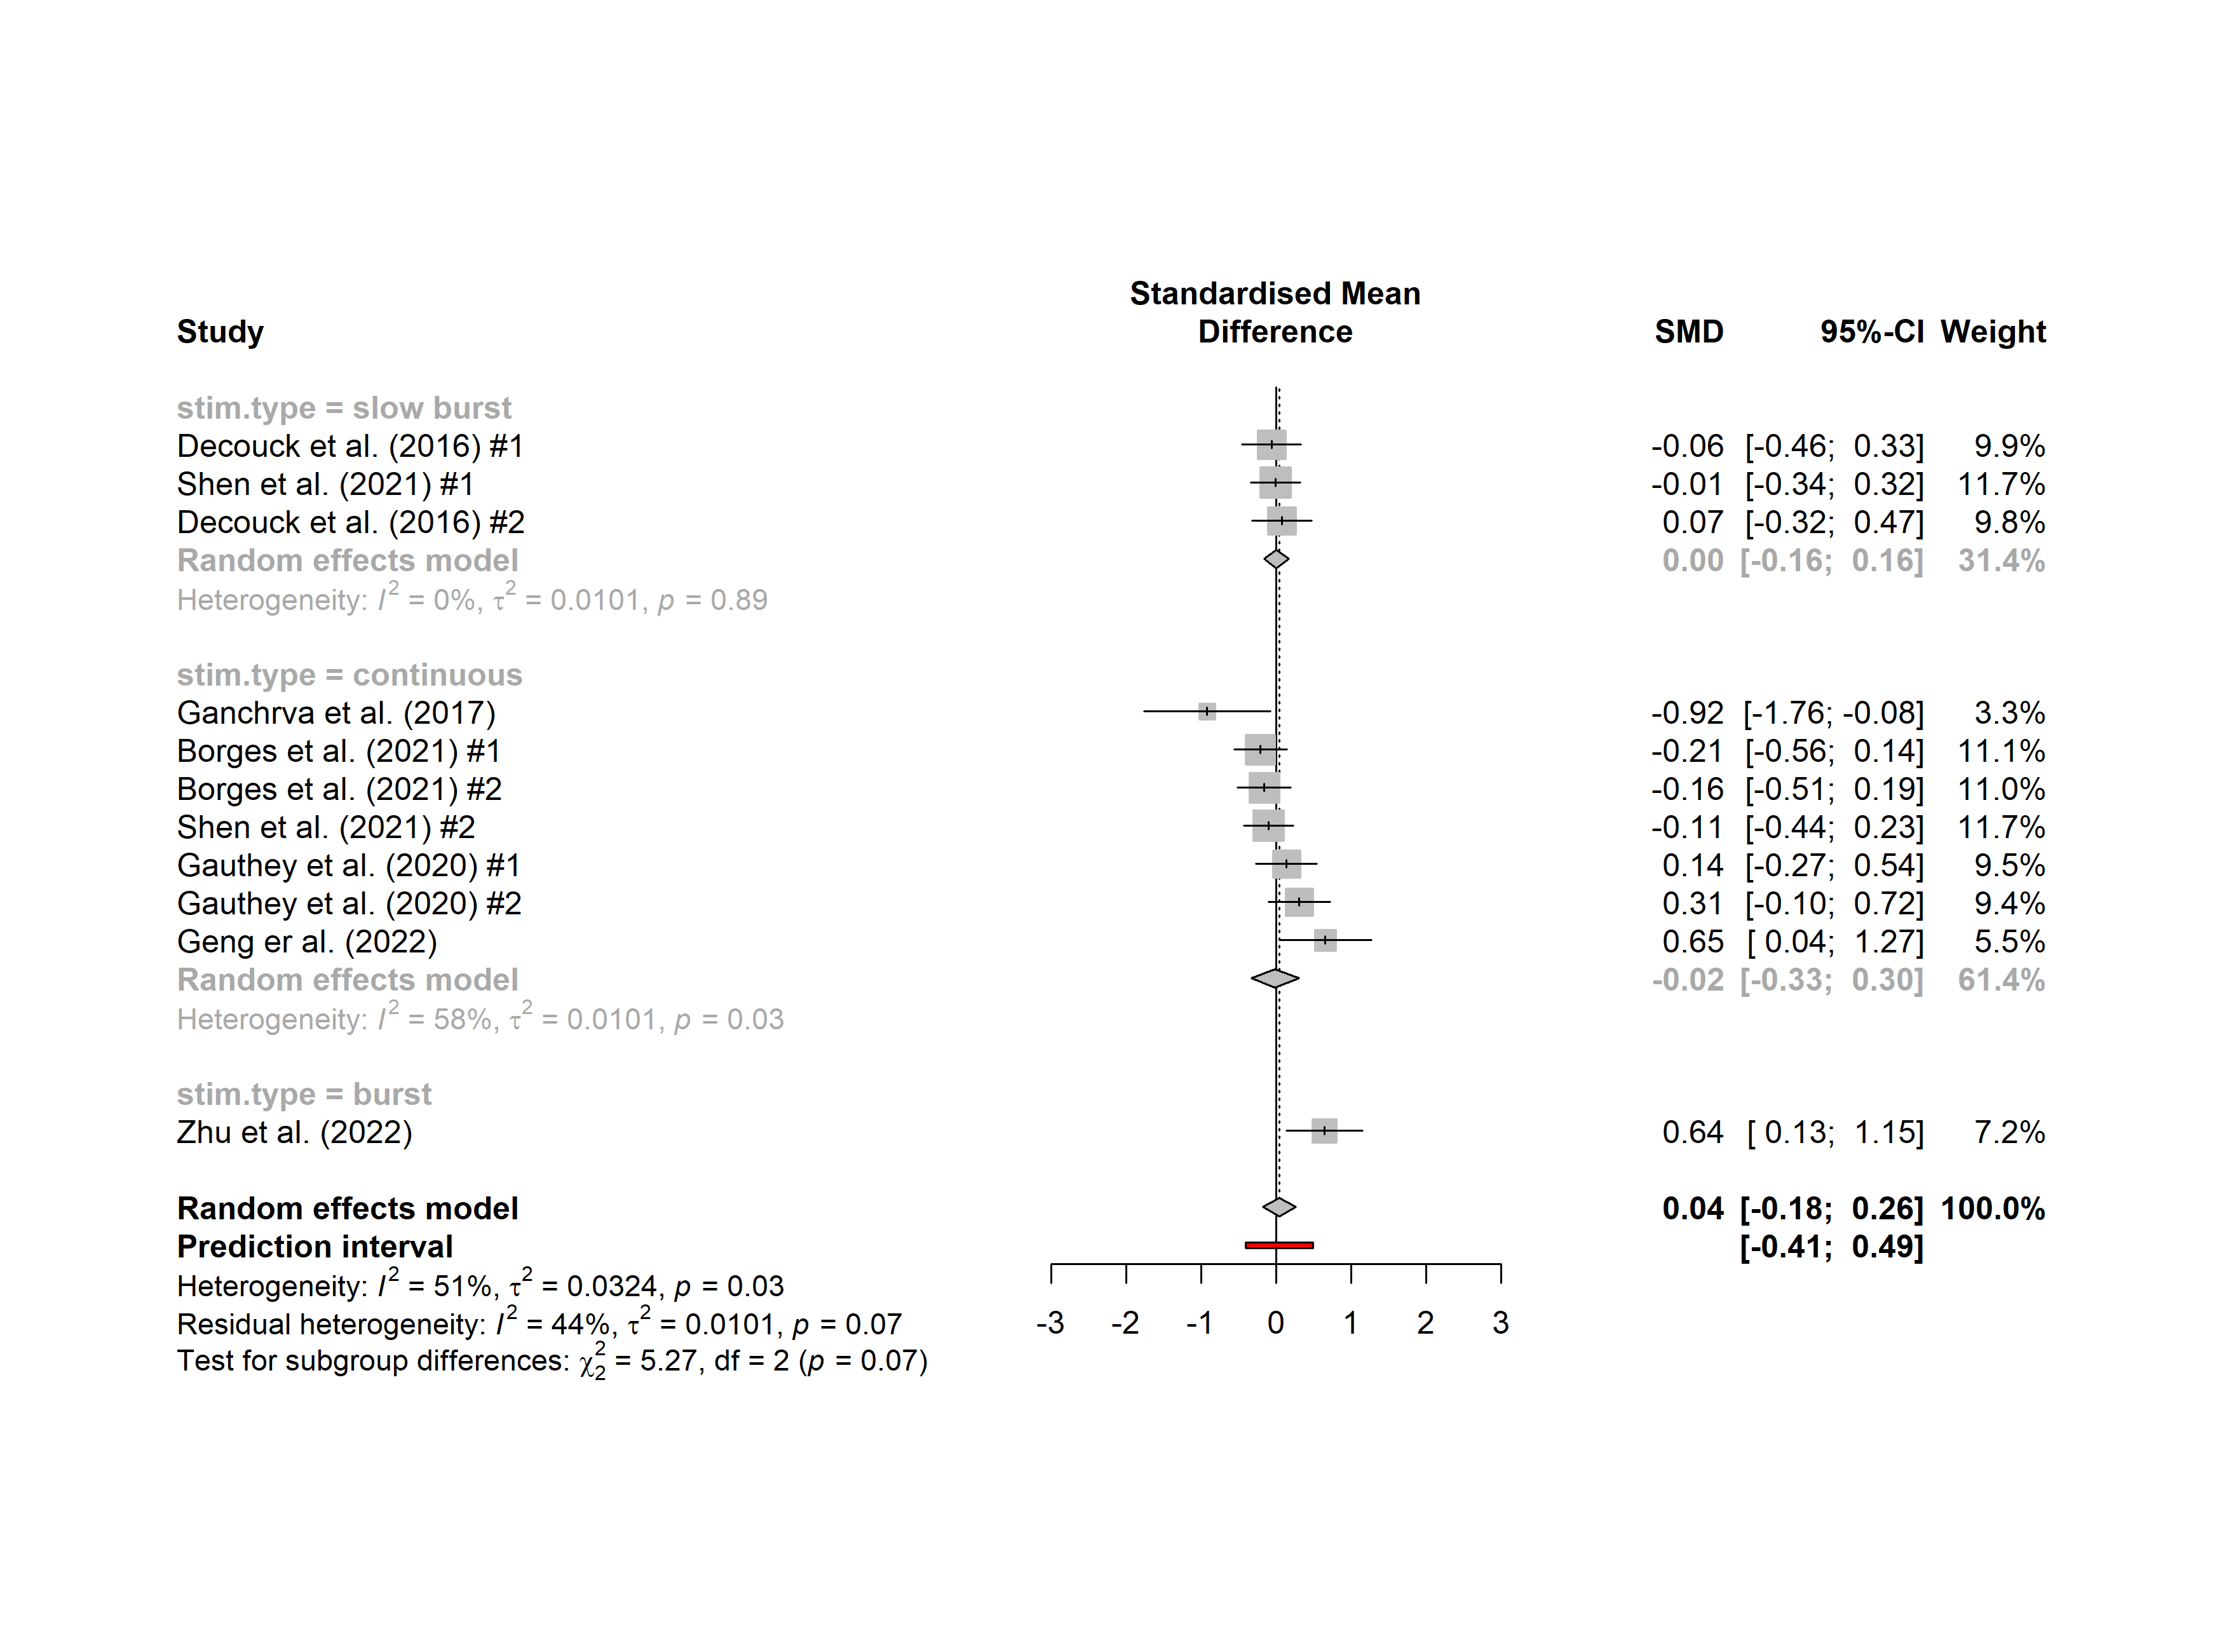 Standardised Mean
Study Difference SMD 95%-CI Weight
stim.type = slow burst
Decouck et al. (2016) #1 -0.06 [-0.46; 0.33] 9.9%
Shen et al. (2021) #1 -0.01 [-0.34; 0.32] 11.7%
Decouck et al. (2016) #2 0.07 [-0.32; 0.47] 9.8%
Random effects model 0.00 [-0.16; 0.16] 31.4%
Heterogeneity: I² = 0%, τ² = 0.0101, p = 0.89
stim.type = continuous
Ganchrva et al. (2017) -0.92 [-1.76; -0.08] 3.3%
Borges et al. (2021) #1 -0.21 [-0.56; 0.14] 11.1%
Borges et al. (2021) #2 -0.16 [-0.51; 0.19] 11.0%
Shen et al. (2021) #2 -0.11 [-0.44; 0.23] 11.7%
Gauthey et al. (2020) #1 0.14 [-0.27; 0.54] 9.5%
Gauthey et al. (2020) #2 0.31 [-0.10; 0.72] 9.4%
Geng er al. (2022) 0.65 [ 0.04; 1.27] 5.5%
Random effects model -0.02 [-0.33; 0.30] 61.4%
Heterogeneity: I² = 58%, τ² = 0.0101, p = 0.03
stim.type = burst
Zhu et al. (2022) 0.64 [ 0.13; 1.15] 7.2%
Random effects model 0.04 [-0.18; 0.26] 100.0%
Prediction interval [-0.41; 0.49]
Heterogeneity: I² = 51%, τ² = 0.0324, p = 0.03
Residual heterogeneity: I² = 44%, τ² = 0.0101, p = 0.07
-3 -2 -1 0 1 2 3
Test for subgroup differences: χ²₂ = 5.27, df = 2 (p = 0.07)